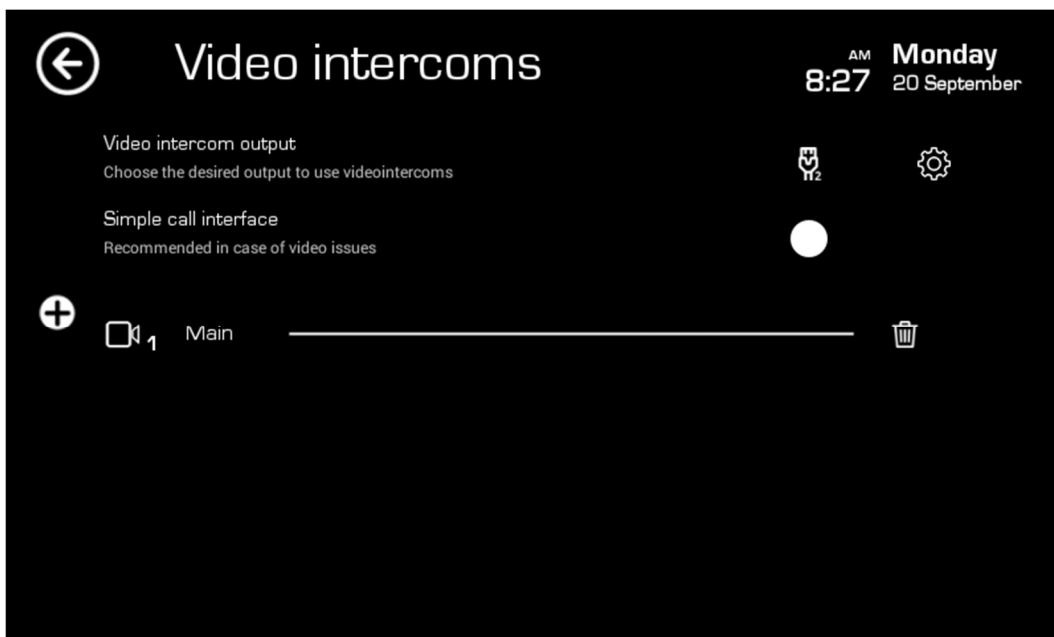 Video intercoms
AM
8:27
Monday
20 September
Video intercom output
Choose the desired output to use videointercoms
2
Simple call interface
Recommended in case of video issues
1
Main